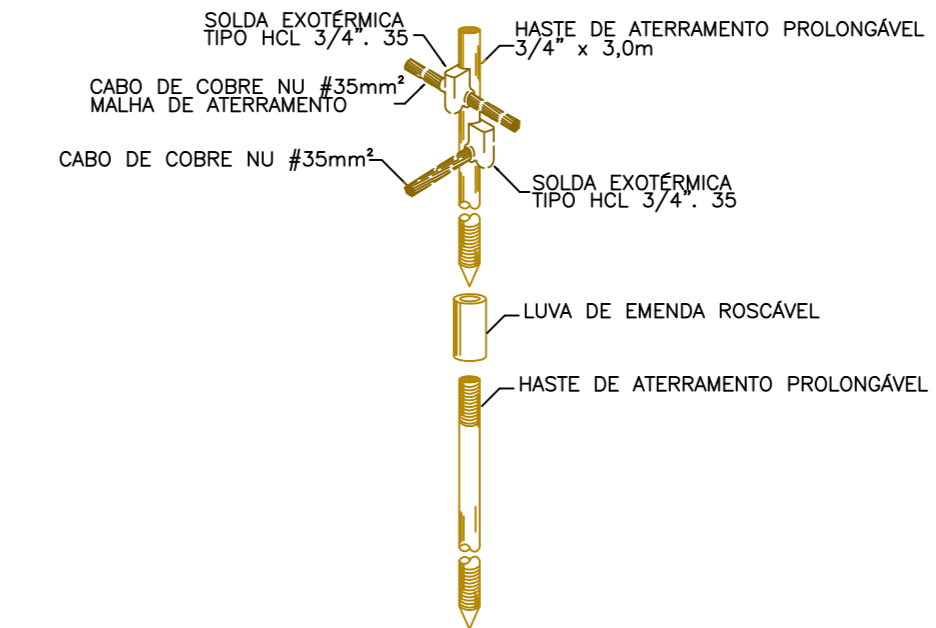 SOLDA EXOTÉRMICA
TIPO HCL 3/4". 35
HASTE DE ATERRAMENTO PROLONGÁVEL
3/4" x 3,0m
CABO DE COBRE NU #35mm²
MALHA DE ATERRAMENTO
CABO DE COBRE NU #35mm²
SOLDA EXOTÉRMICA
TIPO HCL 3/4". 35
LUVA DE EMENDA ROSCÁVEL
HASTE DE ATERRAMENTO PROLONGÁVEL